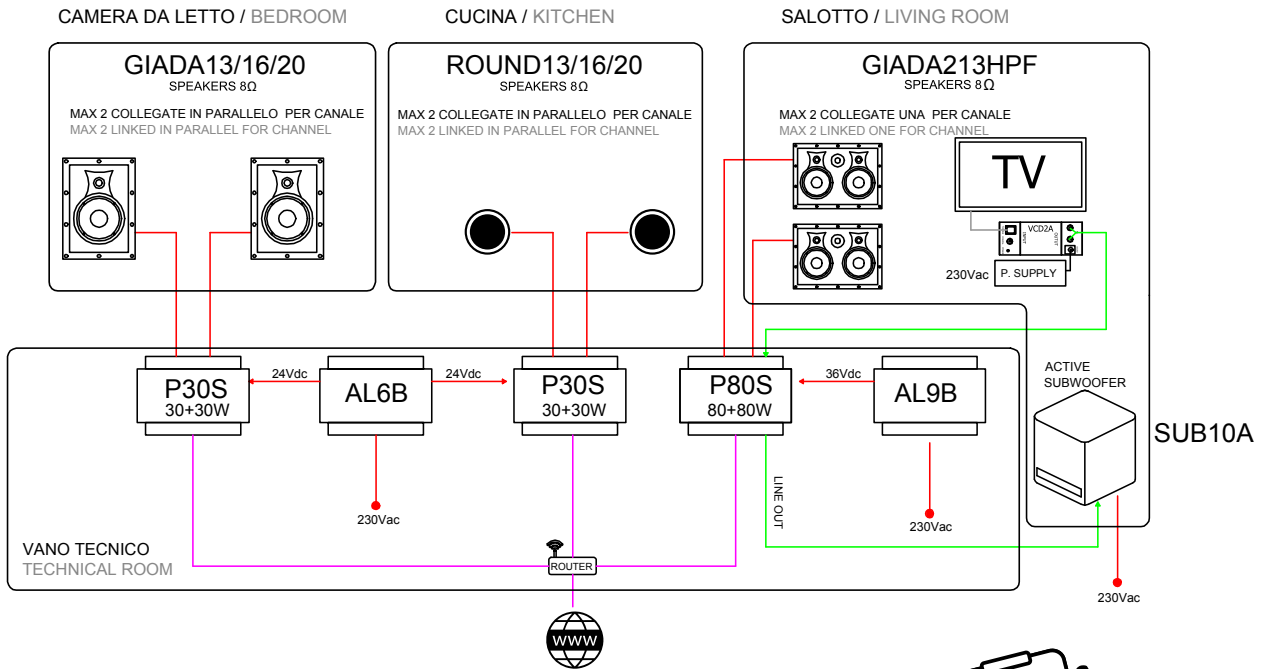 CAMERA DA LETTO / BEDROOM
CUCINA / KITCHEN
SALOTTO / LIVING ROOM
GIADA13/16/20
SPEAKERS 8Ω
MAX 2 COLLEGATE IN PARALLELO PER CANALE
MAX 2 LINKED IN PARALLEL FOR CHANNEL
ROUND13/16/20
SPEAKERS 8Ω
MAX 2 COLLEGATE IN PARALLELO PER CANALE
MAX 2 LINKED IN PARALLEL FOR CHANNEL
GIADA213HPF
SPEAKERS 8Ω
MAX 2 COLLEGATE UNA PER CANALE
MAX 2 LINKED ONE FOR CHANNEL
TV
VCD2A
INPUT
OUTPUT
230Vac
P. SUPPLY
P30S
30+30W
24Vdc
AL6B
24Vdc
P30S
30+30W
P80S
80+80W
36Vdc
AL9B
ACTIVE
SUBWOOFER
SUB10A
230Vac
LINE OUT
230Vac
230Vac
VANO TECNICO
TECHNICAL ROOM
ROUTER
WWW